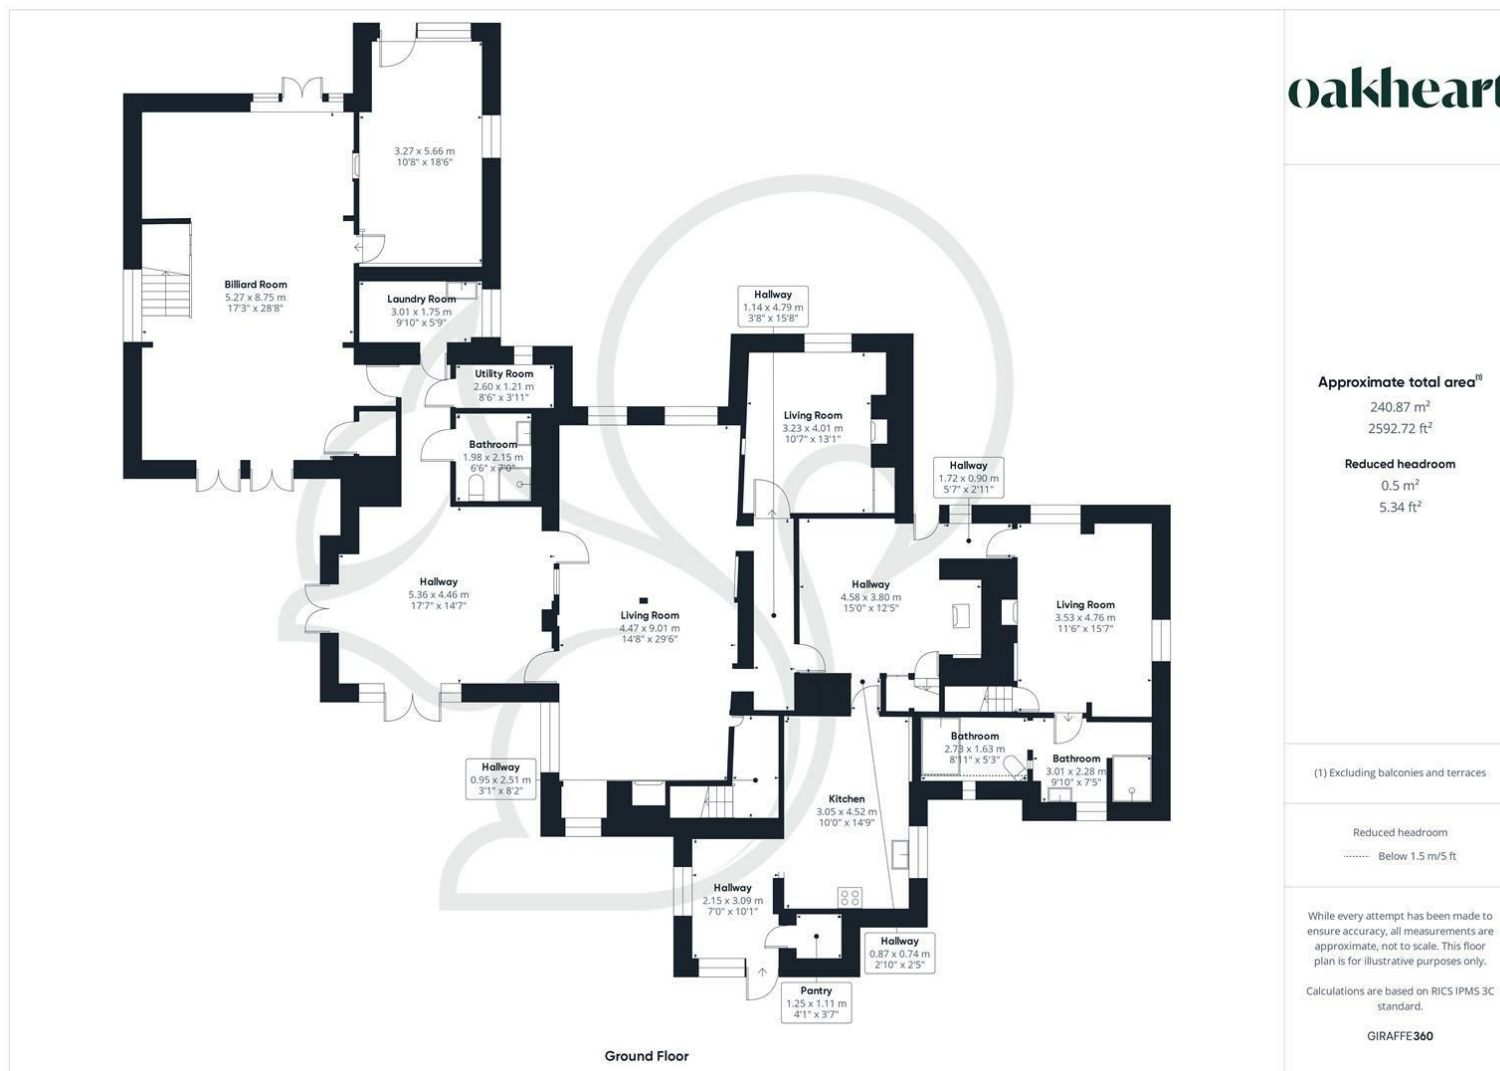 oakheart
3.27 x 5.66 m
10'8" x 18'6"
Billiard Room
5.27 x 8.75 m
17'3" x 28'8"
Laundry Room
3.01 x 1.75 m
9'10" x 5'9"
Utility Room
2.60 x 1.21 m
8'6" x 3'11"
Bathroom
1.98 x 2.15 m
6'6" x 7'0"
Hallway
1.14 x 4.79 m
3'8" x 15'8"
Living Room
3.23 x 4.01 m
10'7" x 13'1"
Hallway
1.72 x 0.90 m
5'7" x 2'11"
Hallway
5.36 x 4.46 m
17'7" x 14'7"
Living Room
4.47 x 9.01 m
14'8" x 29'6"
Hallway
4.58 x 3.80 m
15'0" x 12'5"
Living Room
3.53 x 4.76 m
11'6" x 15'7"
Hallway
0.95 x 2.51 m
3'1" x 8'2"
Bathroom
2.73 x 1.63 m
8'11" x 5'3"
Bathroom
3.01 x 2.28 m
9'10" x 7'5"
Kitchen
3.05 x 4.52 m
10'0" x 14'9"
Hallway
2.15 x 3.09 m
7'0" x 10'1"
Hallway
0.87 x 0.74 m
2'10" x 2'5"
Pantry
1.25 x 1.11 m
4'1" x 3'7"
Ground Floor
Approximate total area(1)
240.87 m²
2592.72 ft²
Reduced headroom
0.5 m²
5.34 ft²
(1) Excluding balconies and terraces
Reduced headroom
Below 1.5 m/5 ft
While every attempt has been made to
ensure accuracy, all measurements are
approximate, not to scale. This floor
plan is for illustrative purposes only.
Calculations are based on RICS IPMS 3C
standard.
GIRAFFE360